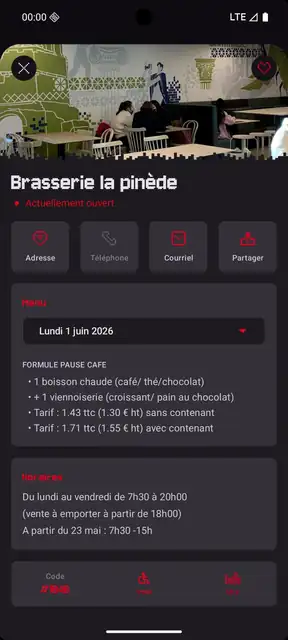 00:00
LTE
Brasserie la pinède
Actuellement ouvert
Adresse
Téléphone
Courriel
Partager
Menu
Lundi 1 juin 2026
FORMULE PAUSE CAFE
• 1 boisson chaude (café/ thé/chocolat)
• + 1 viennoiserie (croissant/ pain au chocolat)
• Tarif : 1.43 ttc (1.30 € ht) sans contenant
• Tarif : 1.71 ttc (1.55 € ht) avec contenant
Horaires
Du lundi au vendredi de 7h30 à 20h00
(vente à emporter à partir de 18h00)
A partir du 23 mai : 7h30 -15h
Code